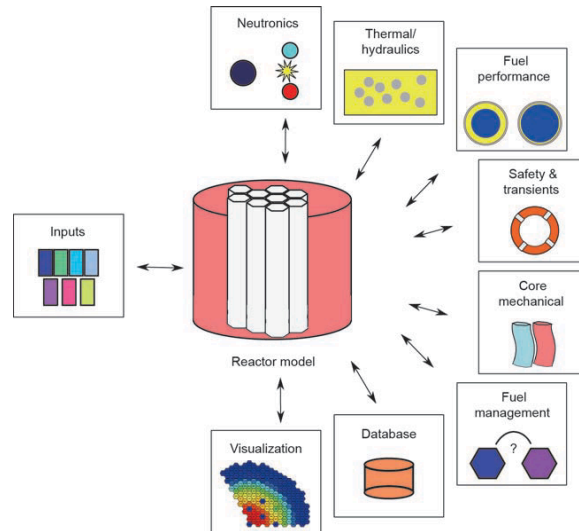 Neutronics
Thermal/
hydraulics
Fuel
performance
Safety &
transients
Inputs
Core
mechanical
Reactor model
Fuel
management
?
Database
Visualization